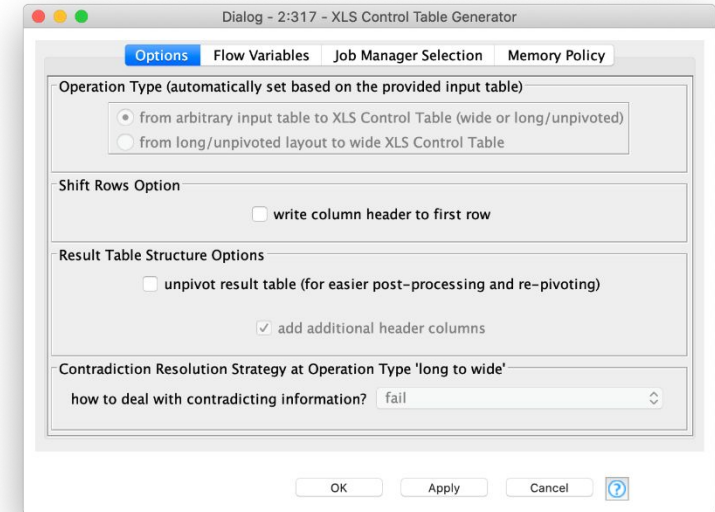 Dialog - 2:317 - XLS Control Table Generator
Options Flow Variables Job Manager Selection Memory Policy
Operation Type (automatically set based on the provided input table)
from arbitrary input table to XLS Control Table (wide or long/unpivoted)
from long/unpivoted layout to wide XLS Control Table
Shift Rows Option
write column header to first row
Result Table Structure Options
unpivot result table (for easier post-processing and re-pivoting)
add additional header columns
Contradiction Resolution Strategy at Operation Type 'long to wide'
how to deal with contradicting information? fail
OK Apply Cancel ?